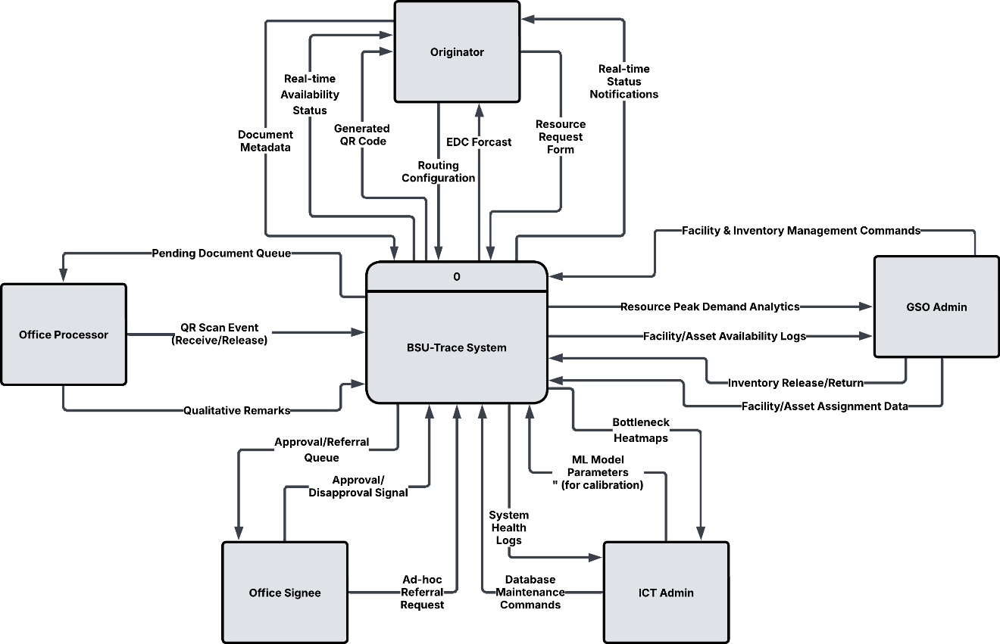 Originator
Real-time
Availability
Status
Real-time
Status
Notifications
Document
Metadata
Generated
QR Code
EDC Forcast
Resource
Request
Form
Routing
Configuration
Facility & Inventory Management Commands
Pending Document Queue
0
GSO Admin
Resource Peak Demand Analytics
Office Processor
QR Scan Event
(Receive/Release)
BSU-Trace System
Facility/Asset Availability Logs
Inventory Release/Return
Facility/Asset Assignment Data
Qualitative Remarks
Approval/Referral
Queue
Bottleneck
Heatmaps
Approval/
Disapproval Signal
ML Model
Parameters
" (for calibration)
System
Health
Logs
Office Signee
Ad-hoc
Referral
Request
Database
Maintenance
Commands
ICT Admin